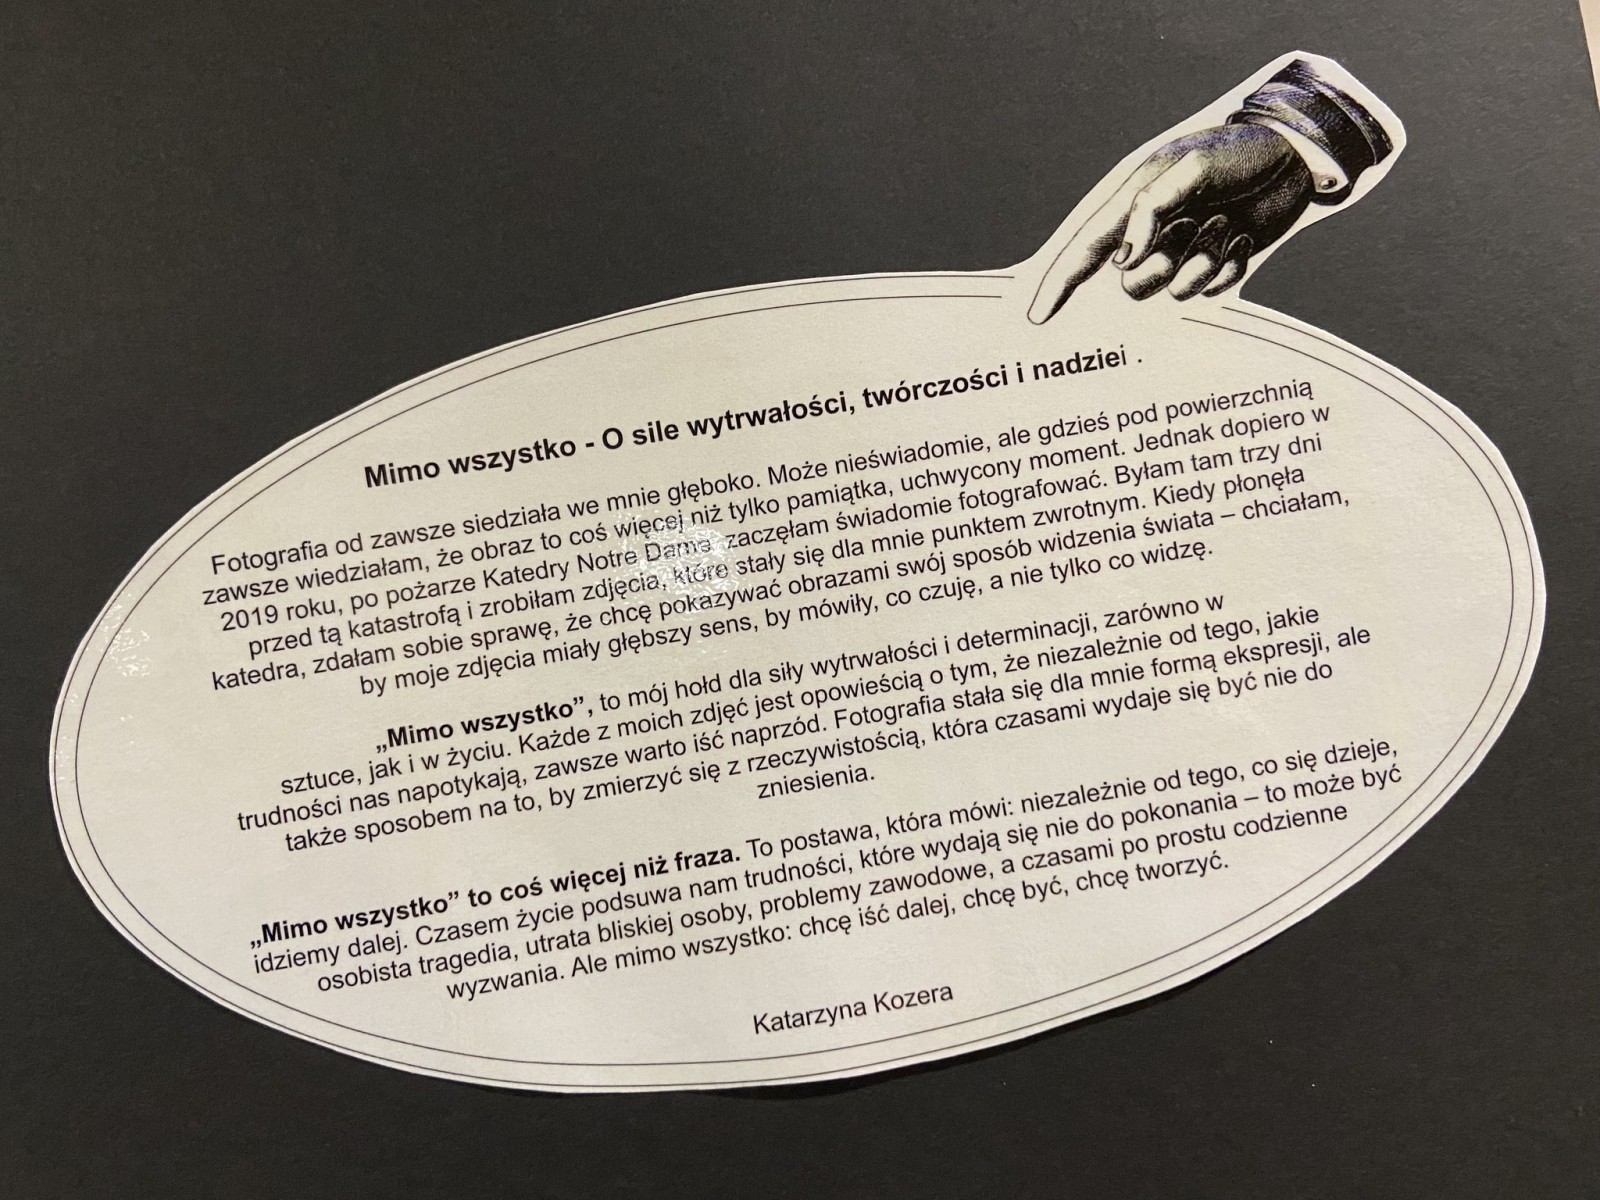 Mimo wszystko - O sile wytrwałości, twórczości i nadziei .
Fotografia od zawsze siedziała we mnie głęboko. Może nieświadomie, ale gdzieś pod powierzchnią
zawsze wiedziałam, że obraz to coś więcej niż tylko pamiątka, uchwycony moment. Jednak dopiero w
2019 roku, po pożarze Katedry Notre Dame zaczęłam świadomie fotografować. Byłam tam trzy dni
przed tą katastrofą i zrobiłam zdjęcia, które stały się dla mnie punktem zwrotnym. Kiedy płonęła
katedra, zdałam sobie sprawę, że chcę pokazywać obrazami swój sposób widzenia świata – chciałam,
by moje zdjęcia miały głębszy sens, by mówiły, co czuję, a nie tylko co widzę.
„Mimo wszystko”, to mój hołd dla siły wytrwałości i determinacji, zarówno w
sztuce, jak i w życiu. Każde z moich zdjęć jest opowieścią o tym, że niezależnie od tego, jakie
trudności nas napotykają, zawsze warto iść naprzód. Fotografia stała się dla mnie formą ekspresji, ale
także sposobem na to, by zmierzyć się z rzeczywistością, która czasami wydaje się być nie do
zniesienia.
„Mimo wszystko” to coś więcej niż fraza. To postawa, która mówi: niezależnie od tego, co się dzieje,
idziemy dalej. Czasem życie podsuwa nam trudności, które wydają się nie do pokonania – to może być
osobista tragedia, utrata bliskiej osoby, problemy zawodowe, a czasami po prostu codzienne
wyzwania. Ale mimo wszystko: chcę iść dalej, chcę być, chcę tworzyć.
Katarzyna Kozera